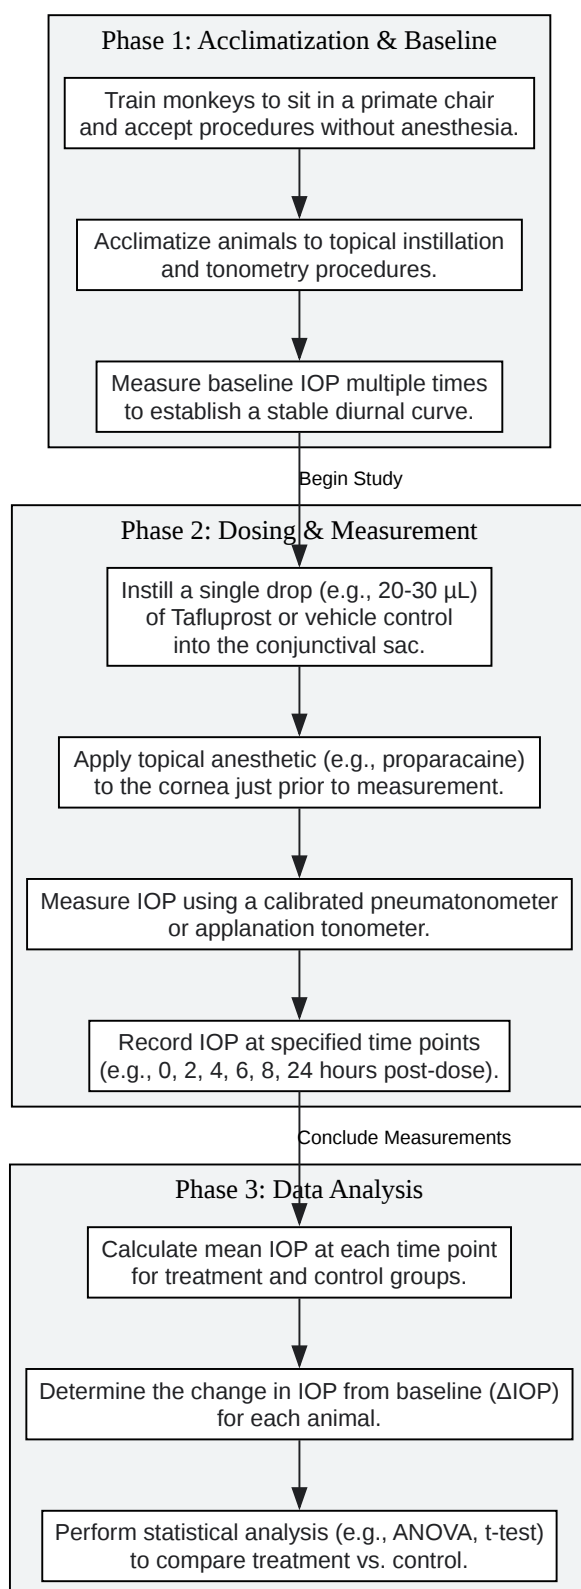 Phase 1: Acclimatization & Baseline
Train monkeys to sit in a primate chair
and accept procedures without anesthesia.
Acclimatize animals to topical instillation
and tonometry procedures.
Measure baseline IOP multiple times
to establish a stable diurnal curve.
Begin Study
Phase 2: Dosing & Measurement
Instill a single drop (e.g., 20-30 µL)
of Tafluprost or vehicle control
into the conjunctival sac.
Apply topical anesthetic (e.g., proparacaine)
to the cornea just prior to measurement.
Measure IOP using a calibrated pneumatonometer
or applanation tonometer.
Record IOP at specified time points
(e.g., 0, 2, 4, 6, 8, 24 hours post-dose).
Conclude Measurements
Phase 3: Data Analysis
Calculate mean IOP at each time point
for treatment and control groups.
Determine the change in IOP from baseline (ΔIOP)
for each animal.
Perform statistical analysis (e.g., ANOVA, t-test)
to compare treatment vs. control.